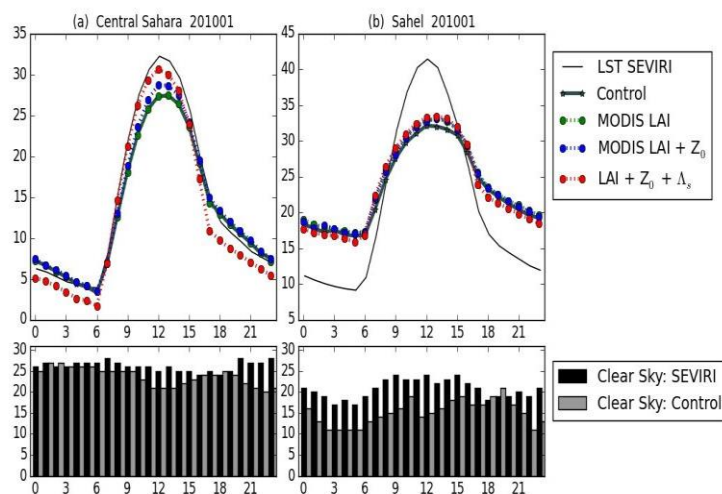 (a) Central Sahara 201001
(b) Sahel 201001
35
30
25
20
15
10
5
0
0 3 6 9 12 15 18 21
45
40
35
30
25
20
15
10
5
0 3 6 9 12 15 18 21
LST SEVIRI
Control
MODIS LAI
MODIS LAI + Z₀
LAI + Z₀ + Λₛ
30
25
20
15
10
5
0
0 3 6 9 12 15 18 21
30
25
20
15
10
5
0
0 3 6 9 12 15 18 21
Clear Sky: SEVIRI
Clear Sky: Control